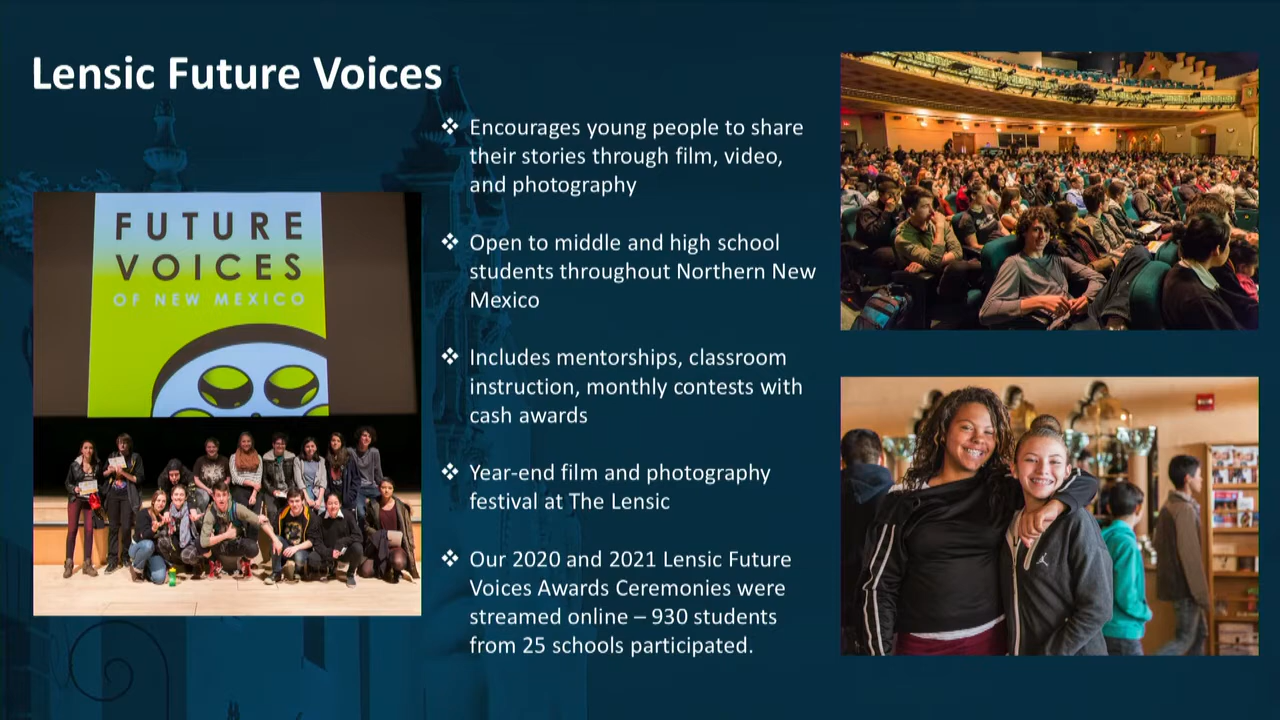 Lensic Future Voices
FUTURE
VOICES
OF NEW MEXICO
❖ Encourages young people to share
their stories through film, video,
and photography
❖ Open to middle and high school
students throughout Northern New
Mexico
❖ Includes mentorships, classroom
instruction, monthly contests with
cash awards
❖ Year-end film and photography
festival at The Lensic
❖ Our 2020 and 2021 Lensic Future
Voices Awards Ceremonies were
streamed online – 930 students
from 25 schools participated.